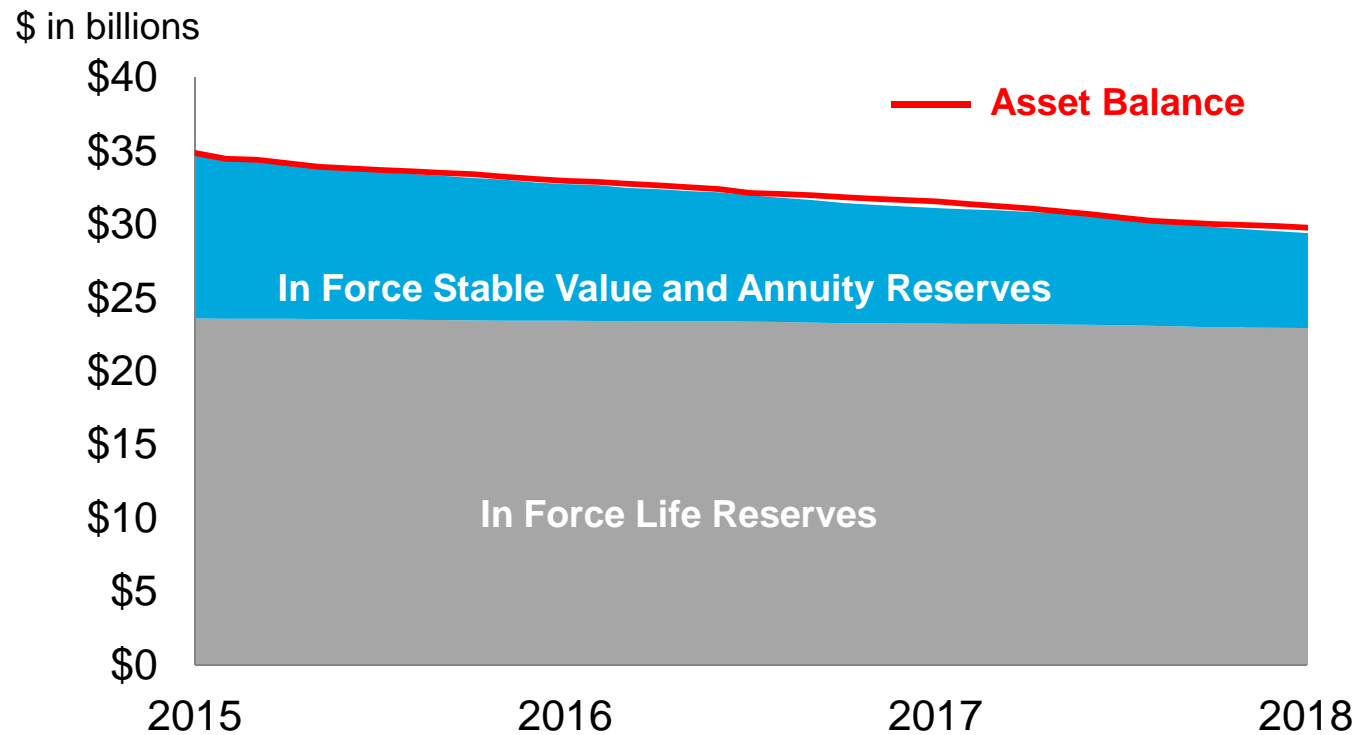 $ in billions
$40
Asset Balance
$35
$30
In Force Stable Value and Annuity Reserves
$25
$20
$15
In Force Life Reserves
$10
$5
$0
2015 2016 2017 2018